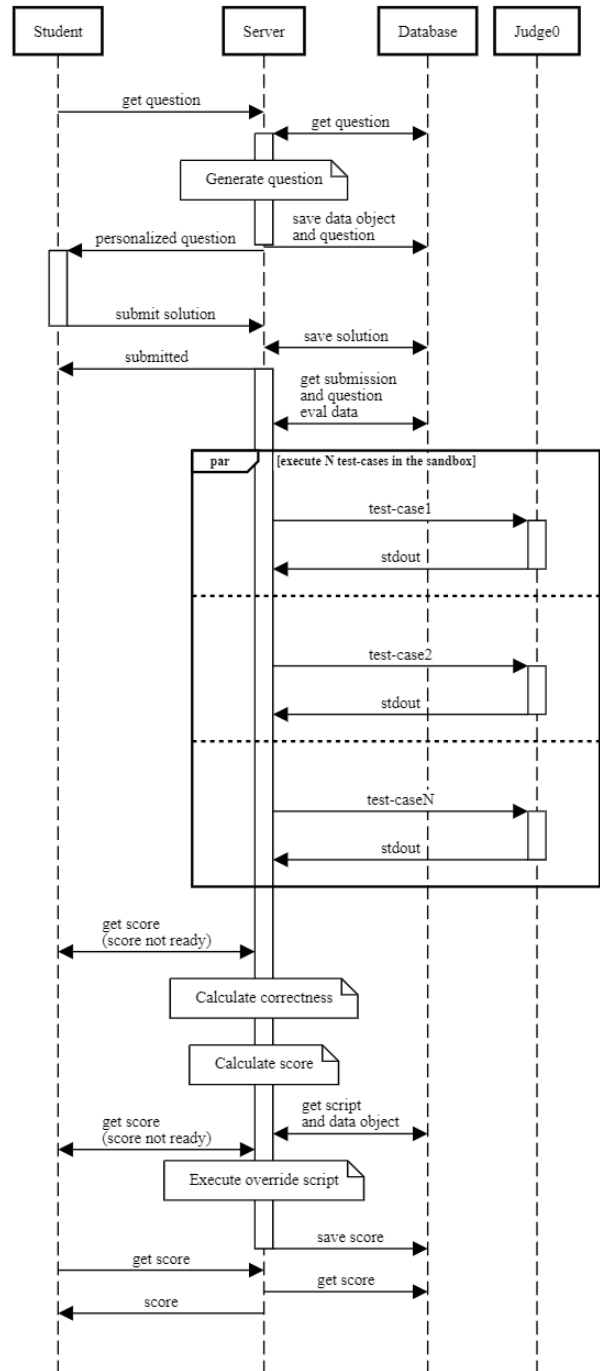 Student
Server
Database
Judge0
get question
get question
Generate question
save data object
and question
personalized question
submit solution
save solution
submitted
get submission
and question
eval data
par
[execute N test-cases in the sandbox]
test-case1
stdout
test-case2
stdout
test-caseN
stdout
get score
(score not ready)
Calculate correctness
Calculate score
get script
and data object
get score
(score not ready)
Execute override script
save score
get score
get score
score